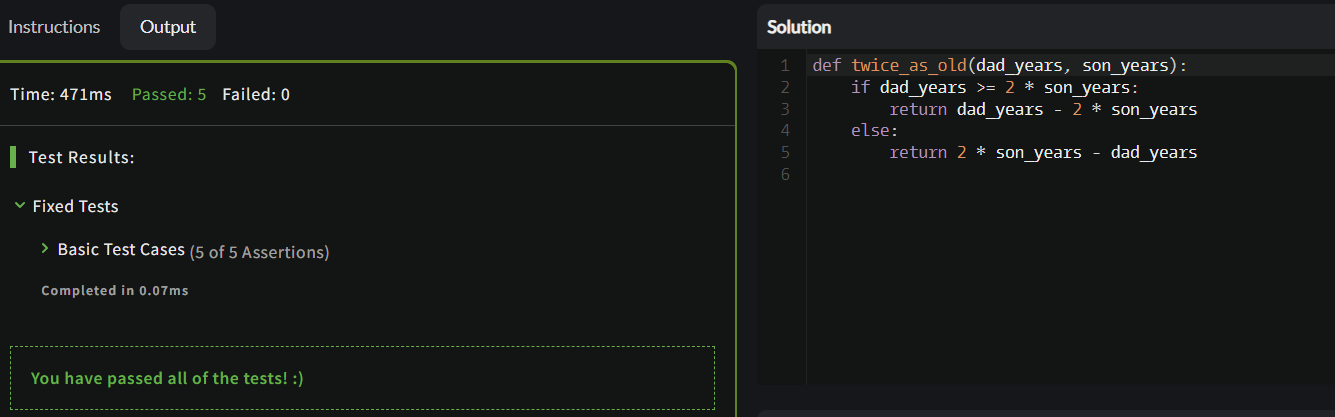 Instructions
Output
Time: 471ms Passed: 5 Failed: 0
Test Results:
Fixed Tests
Basic Test Cases (5 of 5 Assertions)
Completed in 0.07ms
You have passed all of the tests! :)
Solution
1 def twice_as_old(dad_years, son_years):
2     if dad_years >= 2 * son_years:
3         return dad_years - 2 * son_years
4     else:
5         return 2 * son_years - dad_years
6